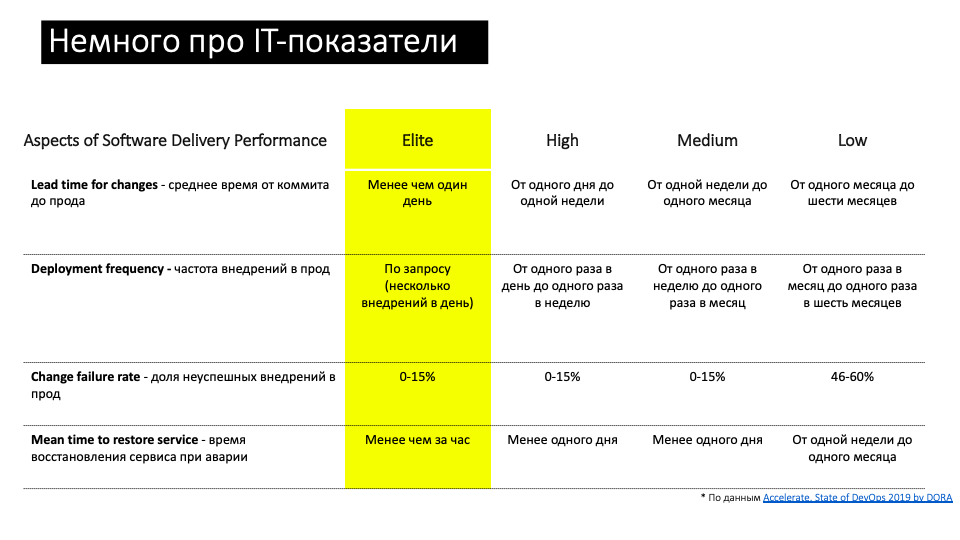 Немного про IT-показатели
Aspects of Software Delivery Performance
Elite
High
Medium
Low
Lead time for changes - среднее время от коммита
до прода
Менее чем один
день
От одного дня до
одной недели
От одной недели до
одного месяца
От одного месяца до
шести месяцев
Deployment frequency - частота внедрений в прод
По запросу
(несколько
внедрений в день)
От одного раза в
день до одного раза
в неделю
От одного раза в
неделю до одного
раза в месяц
От одного раза в
месяц до одного раза
в шесть месяцев
Change failure rate - доля неуспешных внедрений в
прод
0-15%
0-15%
0-15%
46-60%
Mean time to restore service - время
восстановления сервиса при аварии
Менее чем за час
Менее одного дня
Менее одного дня
От одной недели до
одного месяца
* По данным Accelerate. State of DevOps 2019 by DORA